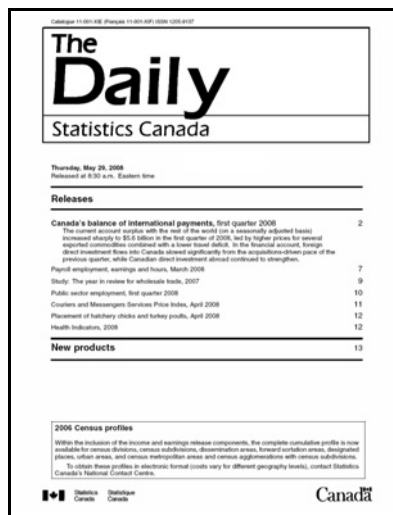 Catalogue 11-001-XIE (Français 11-001-XIF) ISSN 1205-9137
The
Daily
Statistics Canada
Thursday, May 29, 2008
Released at 8:30 a.m. Eastern time
Releases
Canada's balance of international payments, first quarter 2008 2
The current account surplus with the rest of the world (on a seasonally adjusted basis)
increased sharply to $5.6 billion in the first quarter of 2008, led by higher prices for several
exported commodities combined with a lower travel deficit. In the financial account, foreign
direct investment flows into Canada slowed significantly from the acquisitions-driven pace of the
previous quarter, while Canadian direct investment abroad continued to strengthen.
Payroll employment, earnings and hours, March 2008 7
Study: The year in review for wholesale trade, 2007 9
Public sector employment, first quarter 2008 10
Couriers and Messengers Services Price Index, April 2008 11
Placement of hatchery chicks and turkey poults, April 2008 12
Health Indicators, 2008 12
New products 13
2006 Census profiles
Within the inclusion of the income and earnings release components, the complete cumulative profile is now
available for census divisions, census subdivisions, dissemination areas, forward sortation areas, designated
places, urban areas, and census metropolitan areas and census agglomerations with census subdivisions.
To obtain these profiles in electronic format (costs vary for different geography levels), contact Statistics
Canada's National Contact Centre.
Statistics Statistique
Canada Canada
Canada